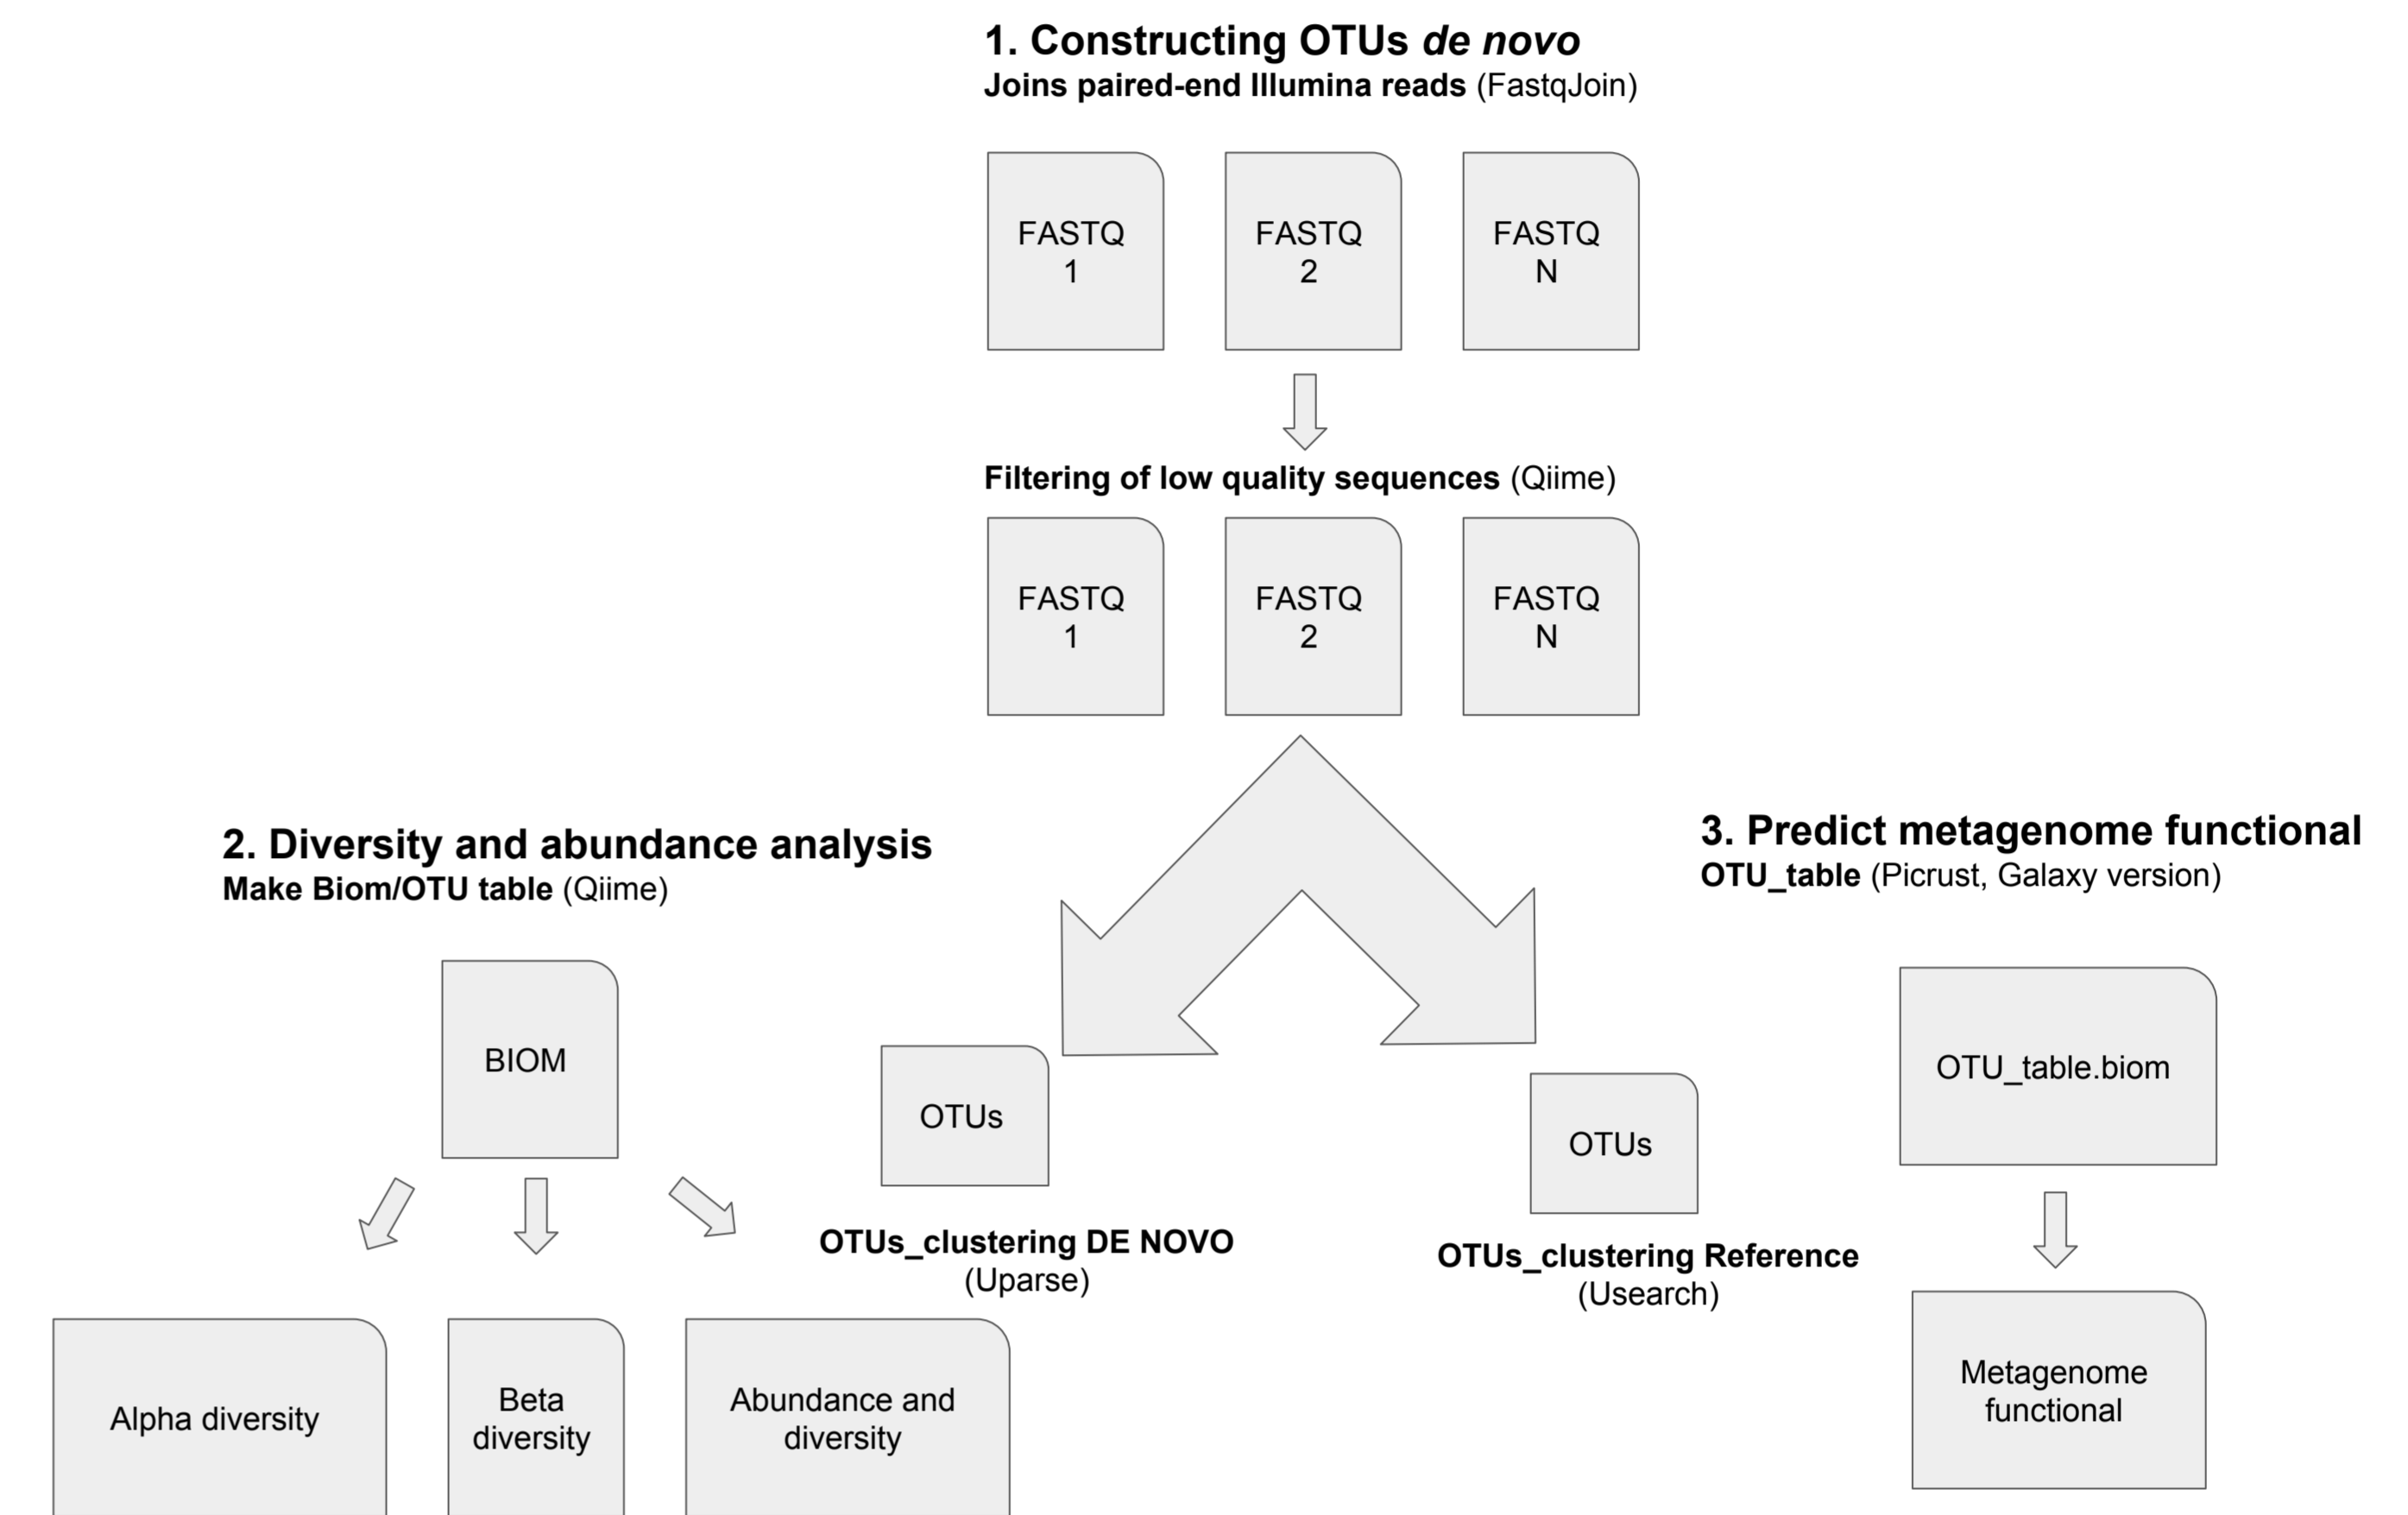 1. Constructing OTUs de novo
Joins paired-end Illumina reads (FastqJoin)
FASTQ
1
FASTQ
2
FASTQ
N
Filtering of low quality sequences (Qiime)
FASTQ
1
FASTQ
2
FASTQ
N
2. Diversity and abundance analysis
Make Biom/OTU table (Qiime)
BIOM
Alpha diversity
Beta
diversity
Abundance and
diversity
OTUs
OTUs_clustering DE NOVO
(Uparse)
OTUs
OTUs_clustering Reference
(Usearch)
3. Predict metagenome functional
OTU_table (Picrust, Galaxy version)
OTU_table.biom
Metagenome
functional